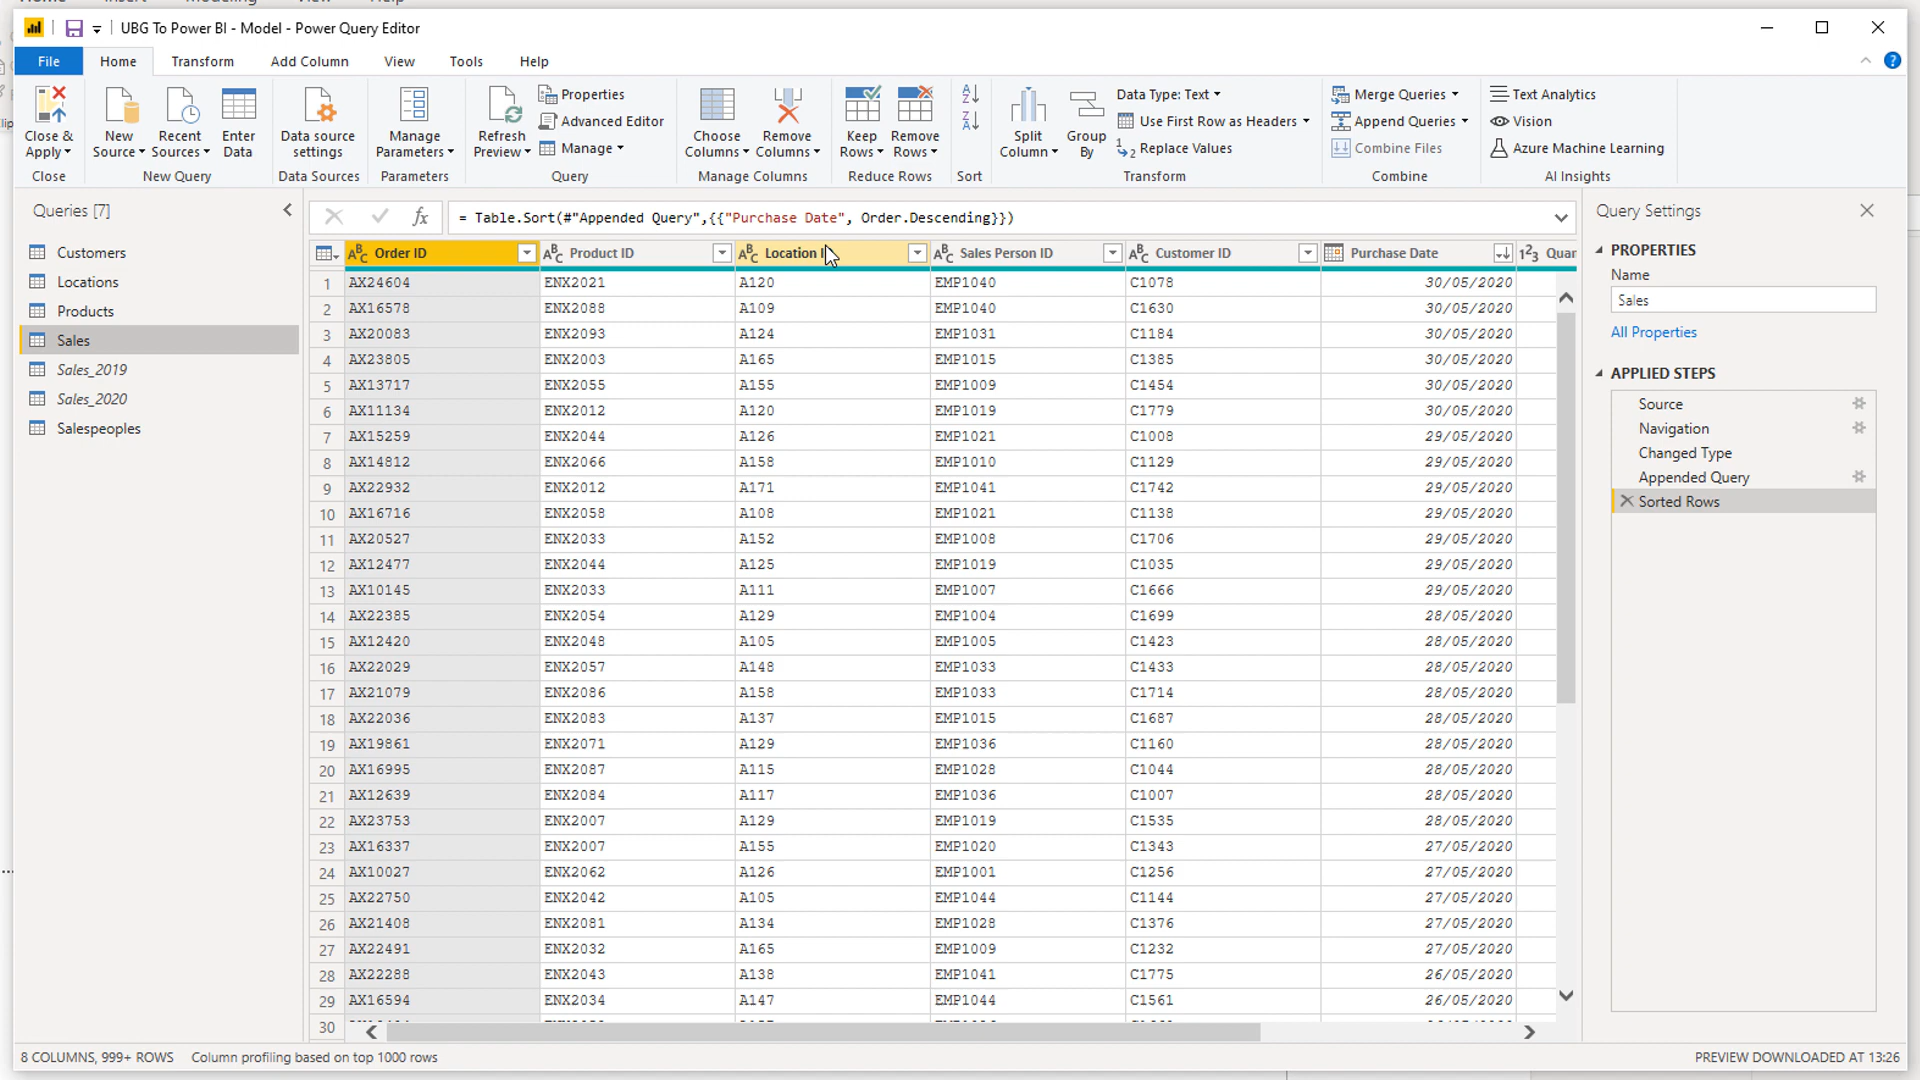 Home Insert Modeling View Help
UBG To Power BI - Model - Power Query Editor
File Home Transform Add Column View Tools Help
Close & Apply
New Source
Recent Sources
Enter Data
Data source settings
Manage Parameters
Refresh Preview
Properties
Advanced Editor
Manage
Choose Columns
Remove Columns
Keep Rows
Remove Rows
Split Column
Group By
Data Type: Text
Use First Row as Headers
Replace Values
Merge Queries
Append Queries
Combine Files
Text Analytics
Vision
Azure Machine Learning
Close New Query Data Sources Parameters Query Manage Columns Reduce Rows Sort Transform Combine AI Insights
Queries [7]
Customers
Locations
Products
Sales
Sales_2019
Sales_2020
Salespeoples
= Table.Sort(#"Appended Query",{{"Purchase Date", Order.Descending}})
Order ID Product ID Location I Sales Person ID Customer ID Purchase Date 123 Quan
1 AX24604 ENX2021 A120 EMP1040 C1078 30/05/2020
2 AX16578 ENX2088 A109 EMP1040 C1630 30/05/2020
3 AX20083 ENX2093 A124 EMP1031 C1184 30/05/2020
4 AX23805 ENX2003 A165 EMP1015 C1385 30/05/2020
5 AX13717 ENX2055 A155 EMP1009 C1454 30/05/2020
6 AX11134 ENX2012 A120 EMP1019 C1779 30/05/2020
7 AX15259 ENX2044 A126 EMP1021 C1008 29/05/2020
8 AX14812 ENX2066 A158 EMP1010 C1129 29/05/2020
9 AX22932 ENX2012 A171 EMP1041 C1742 29/05/2020
10 AX16716 ENX2058 A108 EMP1021 C1138 29/05/2020
11 AX20527 ENX2033 A152 EMP1008 C1706 29/05/2020
12 AX12477 ENX2044 A125 EMP1019 C1035 29/05/2020
13 AX10145 ENX2033 A111 EMP1007 C1666 29/05/2020
14 AX22385 ENX2054 A129 EMP1004 C1699 28/05/2020
15 AX12420 ENX2048 A105 EMP1005 C1423 28/05/2020
16 AX22029 ENX2057 A148 EMP1033 C1433 28/05/2020
17 AX21079 ENX2086 A158 EMP1033 C1714 28/05/2020
18 AX22036 ENX2083 A137 EMP1015 C1687 28/05/2020
19 AX19861 ENX2071 A129 EMP1036 C1160 28/05/2020
20 AX16995 ENX2087 A115 EMP1028 C1044 28/05/2020
21 AX12639 ENX2084 A117 EMP1036 C1007 28/05/2020
22 AX23753 ENX2007 A129 EMP1019 C1535 28/05/2020
23 AX16337 ENX2007 A155 EMP1020 C1343 27/05/2020
24 AX10027 ENX2062 A126 EMP1001 C1256 27/05/2020
25 AX22750 ENX2042 A105 EMP1044 C1144 27/05/2020
26 AX21408 ENX2081 A134 EMP1028 C1376 27/05/2020
27 AX22491 ENX2032 A165 EMP1009 C1232 27/05/2020
28 AX22288 ENX2043 A138 EMP1041 C1775 26/05/2020
29 AX16594 ENX2034 A147 EMP1044 C1561 26/05/2020
30
Query Settings
PROPERTIES
Name
Sales
All Properties
APPLIED STEPS
Source
Navigation
Changed Type
Appended Query
Sorted Rows
8 COLUMNS, 999+ ROWS Column profiling based on top 1000 rows PREVIEW DOWNLOADED AT 13:26